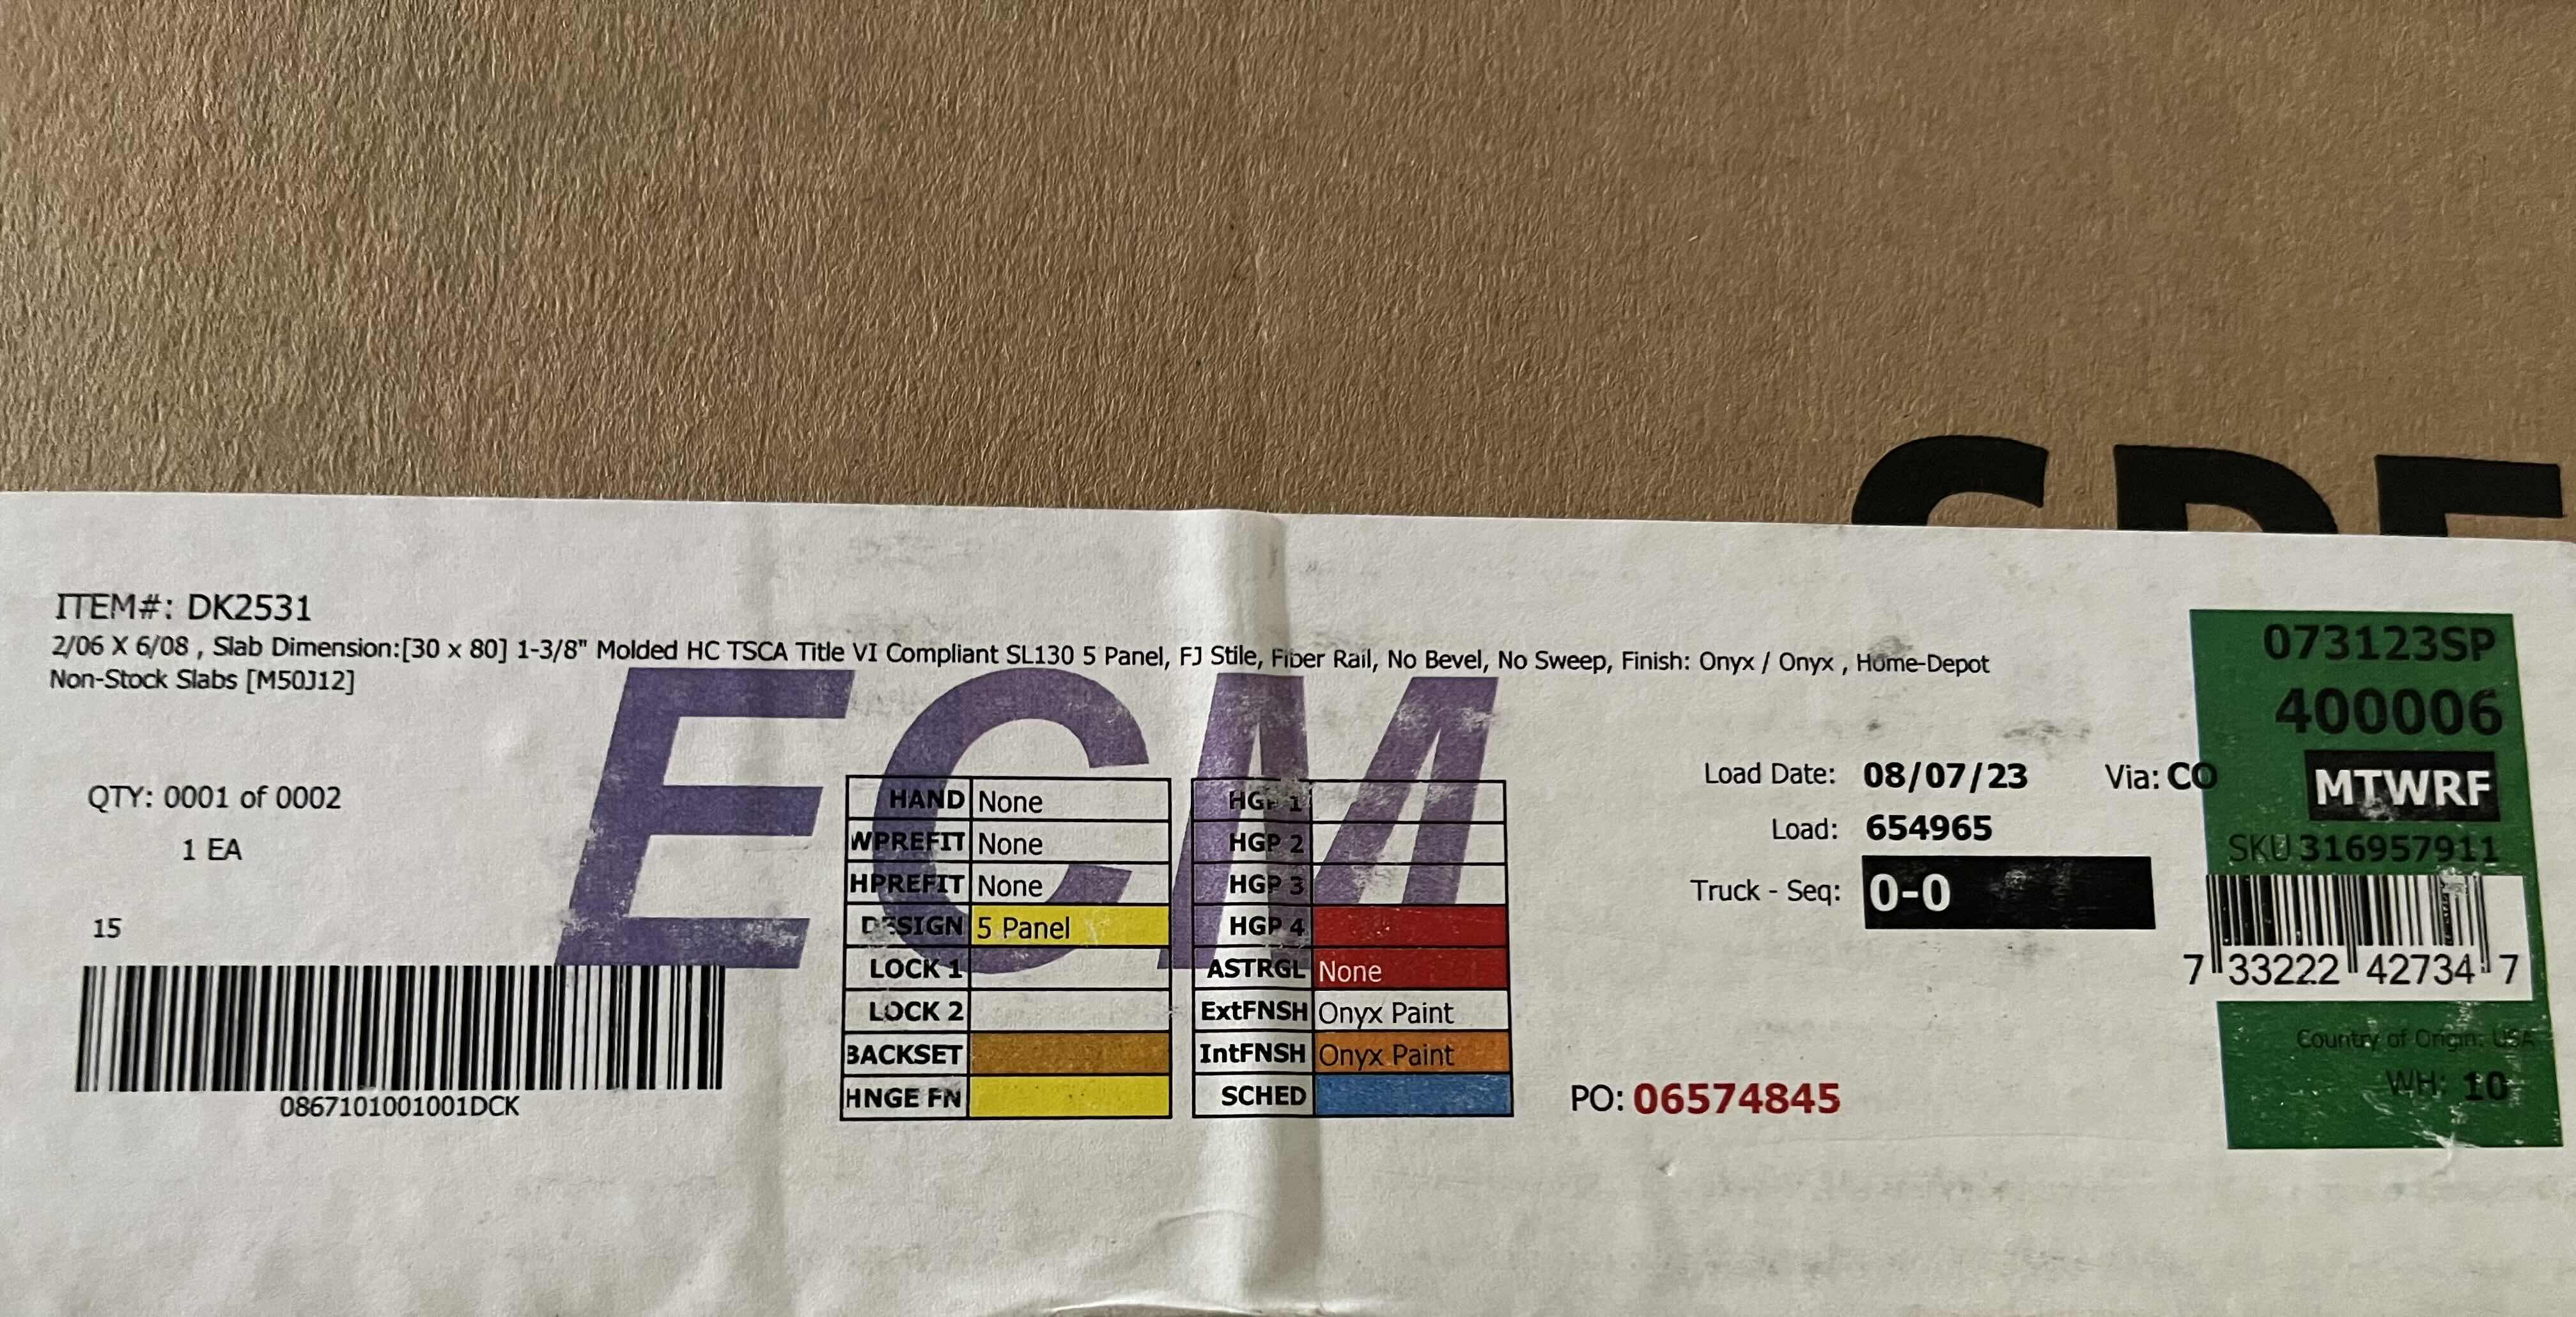 ITEM#: DK2531
2/06 X 6/08 , Slab Dimension:[30 x 80] 1-3/8" Molded HC TSCA Title VI Compliant SL130 5 Panel, FJ Stile, Fiber Rail, No Bevel, No Sweep, Finish: Onyx / Onyx , Home-Depot
Non-Stock Slabs [M50J12]
ECM
QTY: 0001 of 0002
1 EA
15
0867101001001DCK
HAND None
WPREFIT None
HPREFIT None
DESIGN 5 Panel
LOCK 1
LOCK 2
BACKSET
HNGE FN
HGP 1
HGP 2
HGP 3
HGP 4
ASTRGL None
ExtFNSH Onyx Paint
IntFNSH Onyx Paint
SCHED
Load Date: 08/07/23 Via: CO
Load: 654965
Truck - Seq: 0-0
PO: 06574845
073123SP
400006
MTWRF
SKU 316957911
7 33222 42734 7
Country of Origin: USA
WH: 10